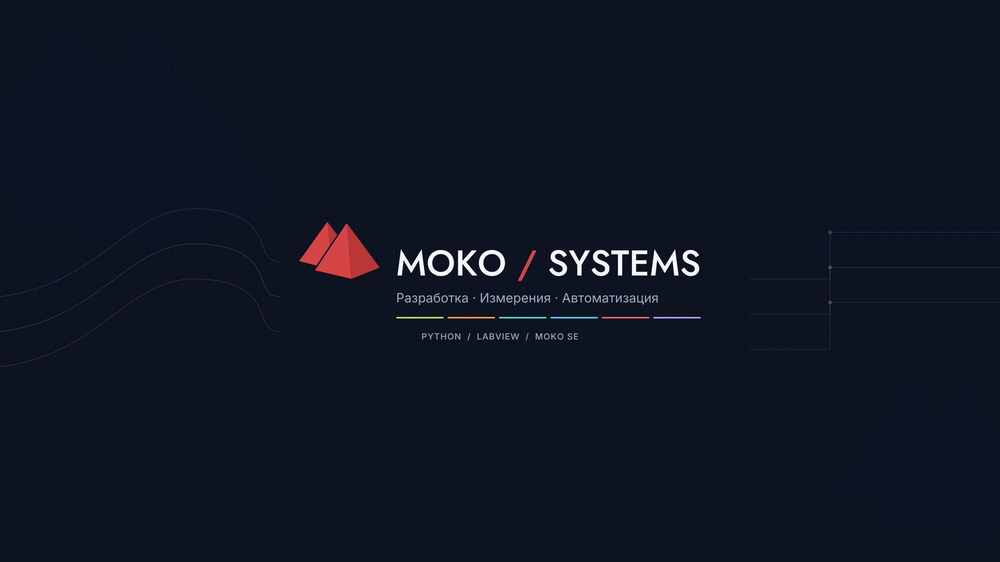 MOKO / SYSTEMS
Разработка · Измерения · Автоматизация
PYTHON / LABVIEW / MOKO SE